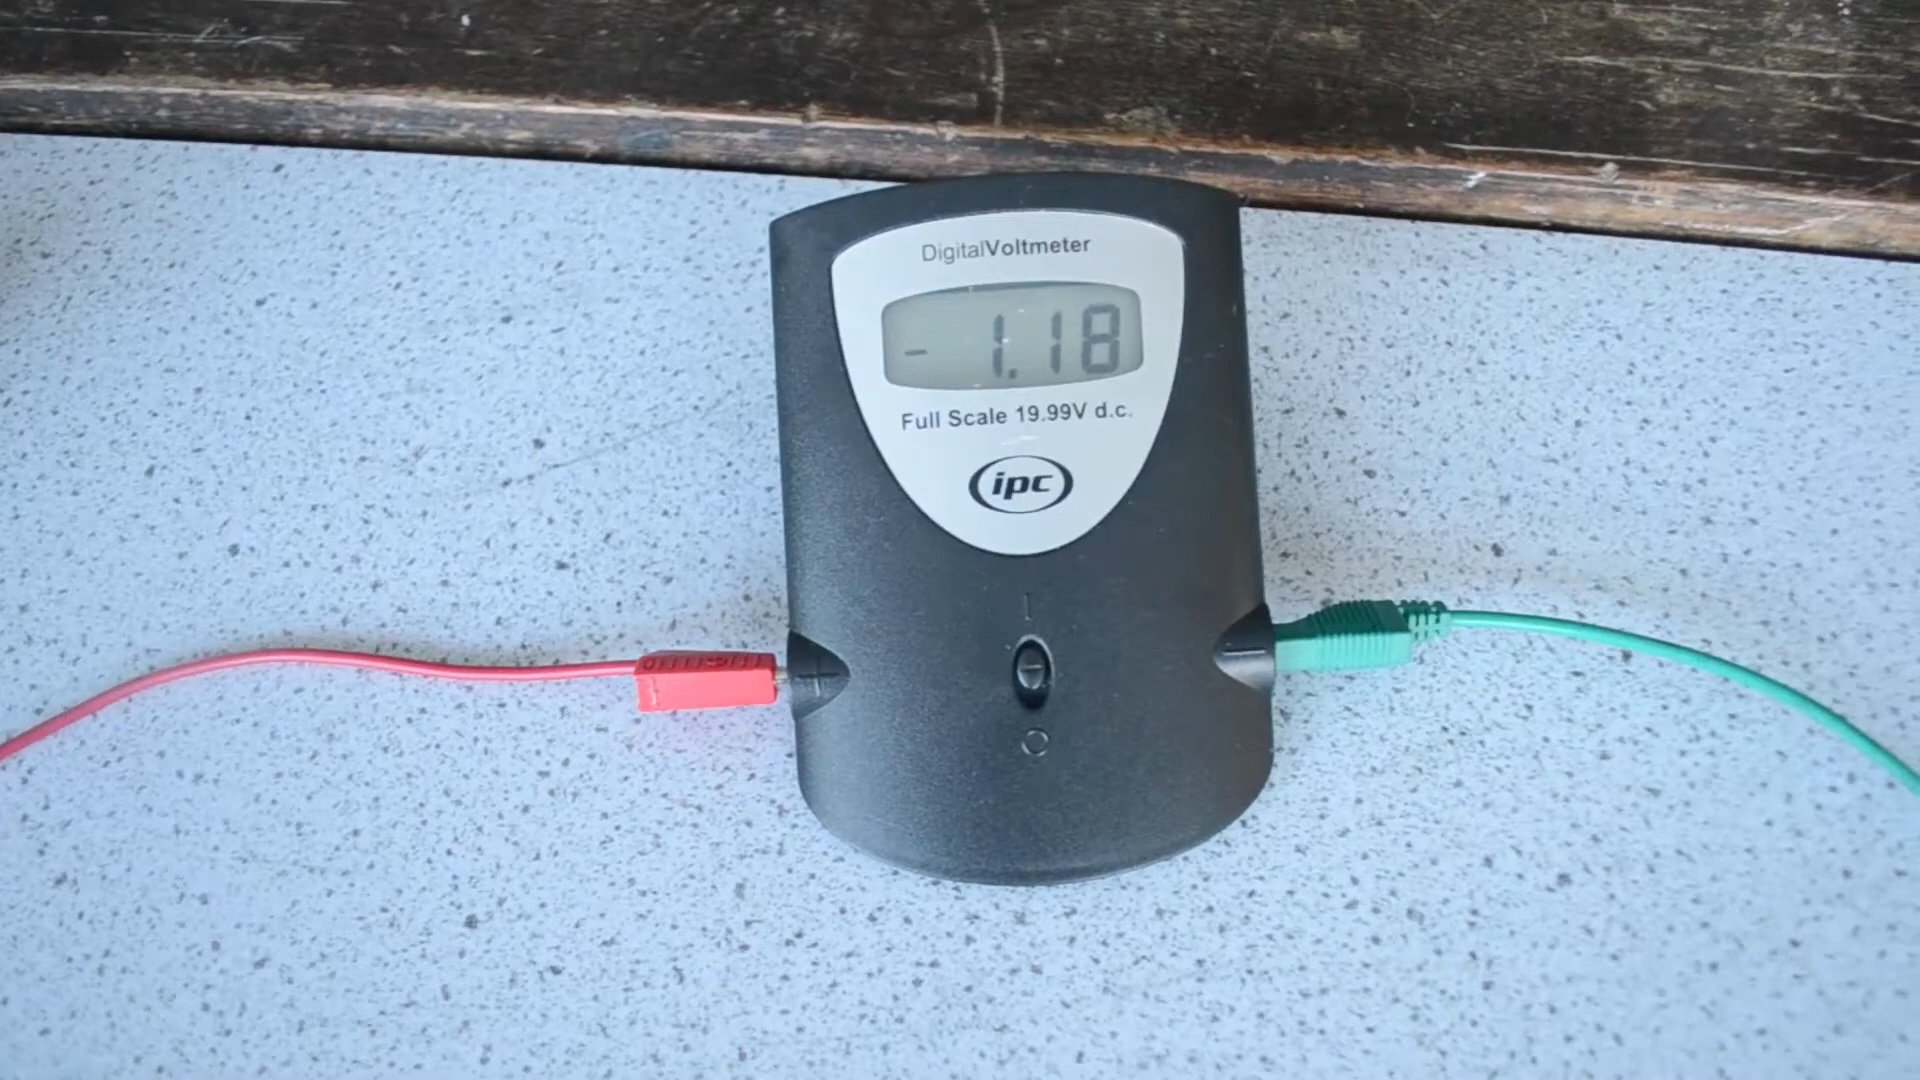 DigitalVoltmeter
- 1.18
Full Scale 19.99V d.c.
ipc
I
+ -
O